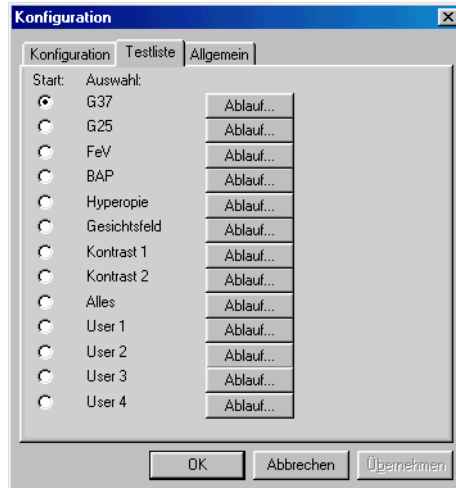 Konfiguration
Konfiguration Testliste Allgemein
Start: Auswahl:
G37 Ablauf...
G25 Ablauf...
FeV Ablauf...
BAP Ablauf...
Hyperopie Ablauf...
Gesichtsfeld Ablauf...
Kontrast 1 Ablauf...
Kontrast 2 Ablauf...
Alles Ablauf...
User 1 Ablauf...
User 2 Ablauf...
User 3 Ablauf...
User 4 Ablauf...
OK Abbrechen Übernehmen